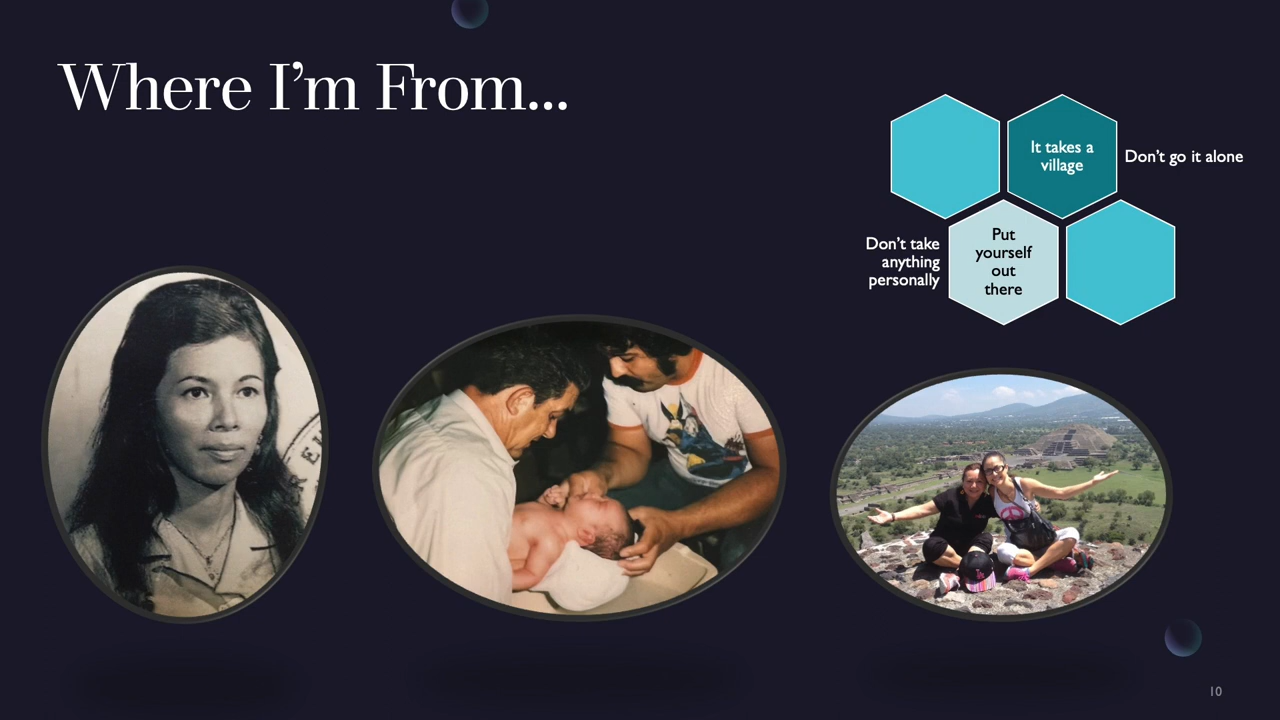 Where I'm From...
It takes a
village
Don't go it alone
Don't take
anything
personally
Put
yourself
out
there
10